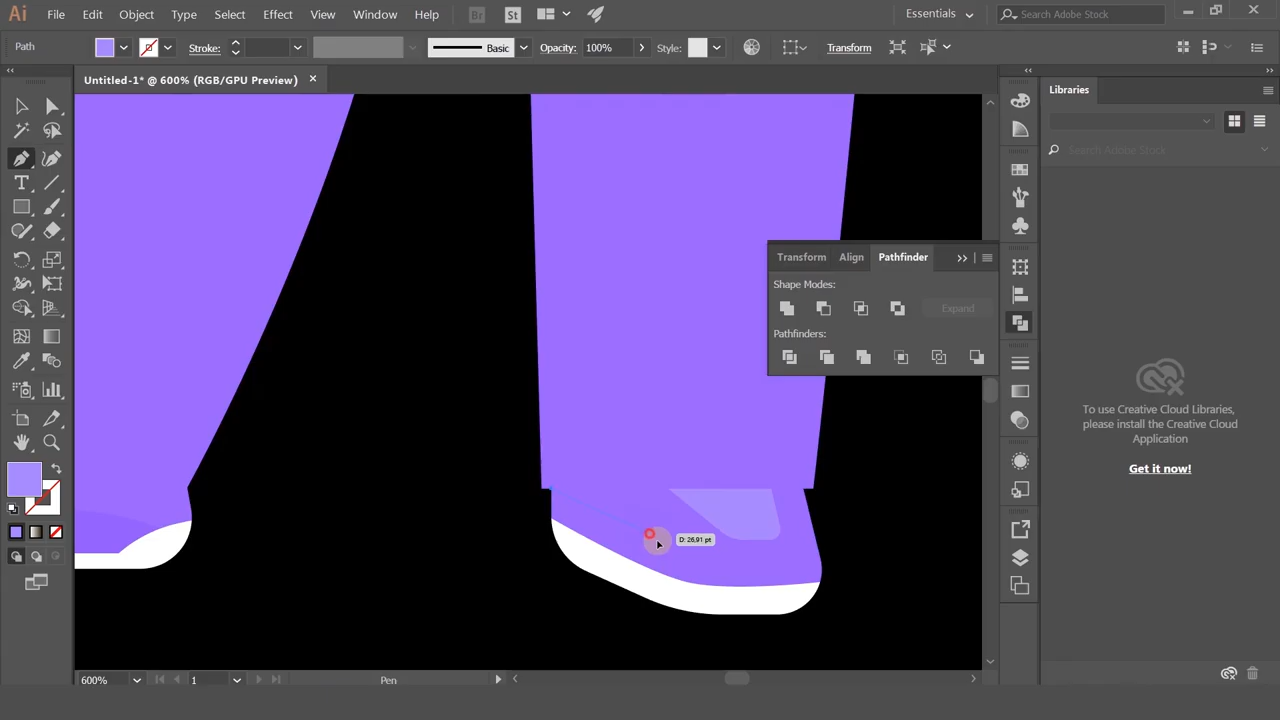 Ai File Edit Object Type Select Effect View Window Help Br St Essentials Search Adobe Stock
Path Stroke: Basic Opacity: 100% Style: Transform
Untitled-1* @ 600% (RGB/GPU Preview)
Libraries
Search Adobe Stock
Transform Align Pathfinder
Shape Modes:
Expand
Pathfinders:
To use Creative Cloud Libraries,
please install the Creative Cloud
Application
Get it now!
D: 26,91 pt
600% 1 Pen